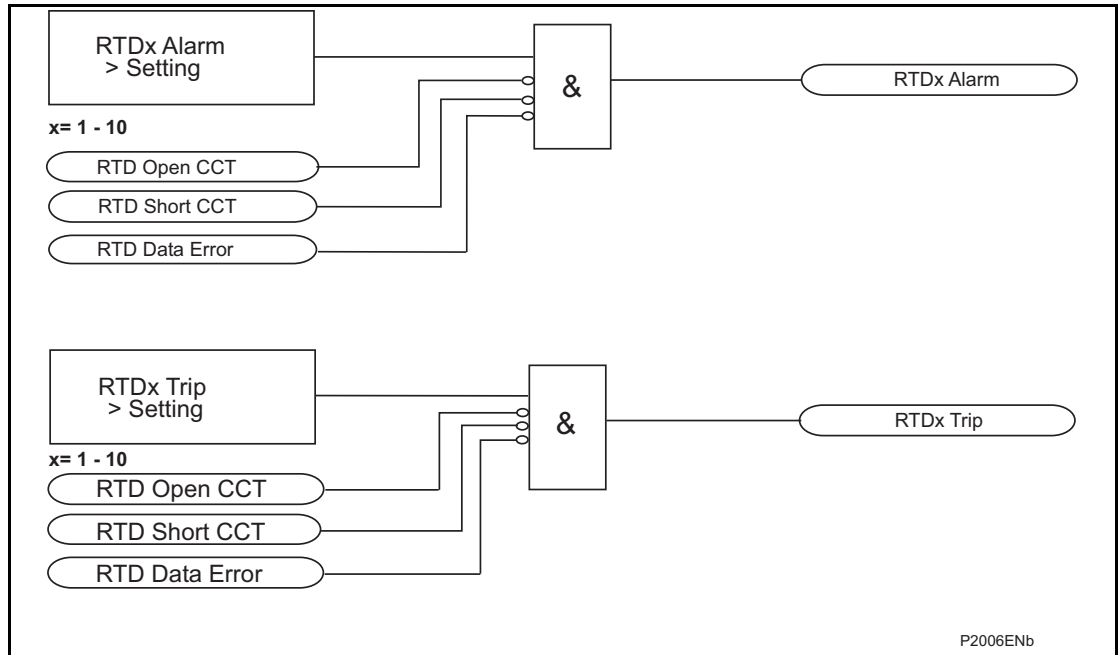 RTDx Alarm
> Setting
&
RTDx Alarm
x= 1 - 10
RTD Open CCT
RTD Short CCT
RTD Data Error
RTDx Trip
> Setting
&
RTDx Trip
x= 1 - 10
RTD Open CCT
RTD Short CCT
RTD Data Error
P2006ENb